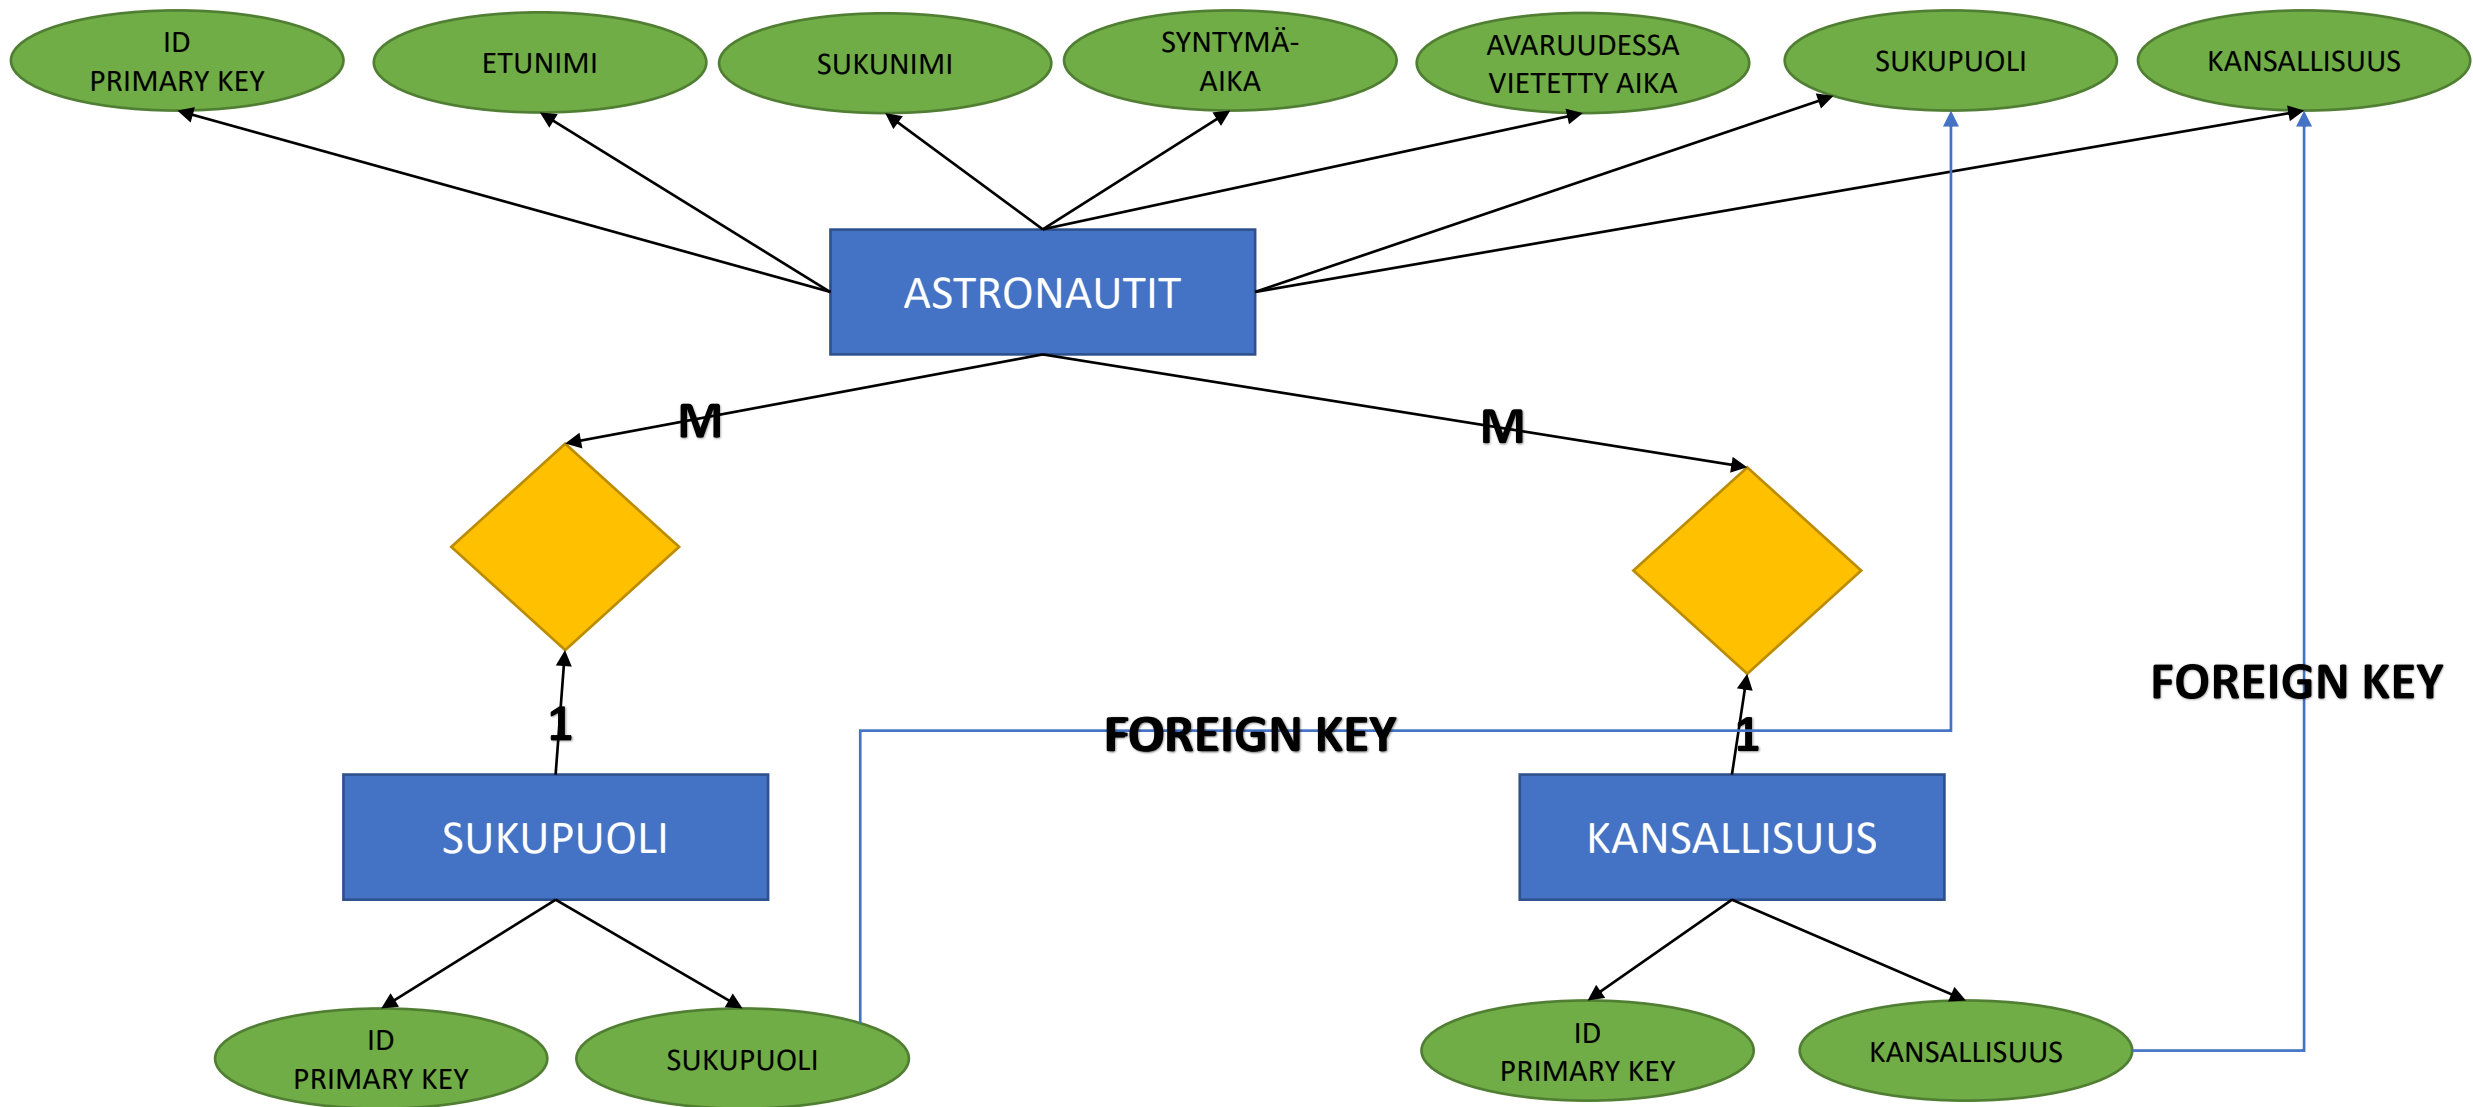 ID
PRIMARY KEY
ETUNIMI
SUKUNIMI
SYNTYMÄ-
AIKA
AVARUUDESSA
VIETETTY AIKA
SUKUPUOLI
KANSALLISUUS
ASTRONAUTIT
M
M
FOREIGN KEY
1
FOREIGN KEY
1
SUKUPUOLI
KANSALLISUUS
ID
PRIMARY KEY
SUKUPUOLI
ID
PRIMARY KEY
KANSALLISUUS